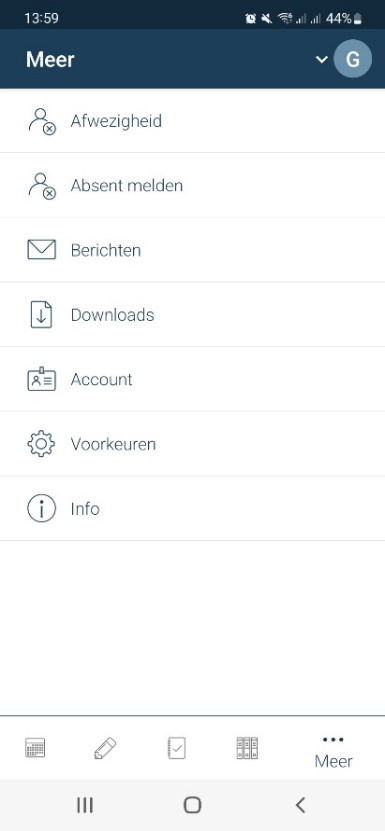 13:59 44%
Meer G
Afwezigheid
Absent melden
Berichten
Downloads
Account
Voorkeuren
Info
Meer